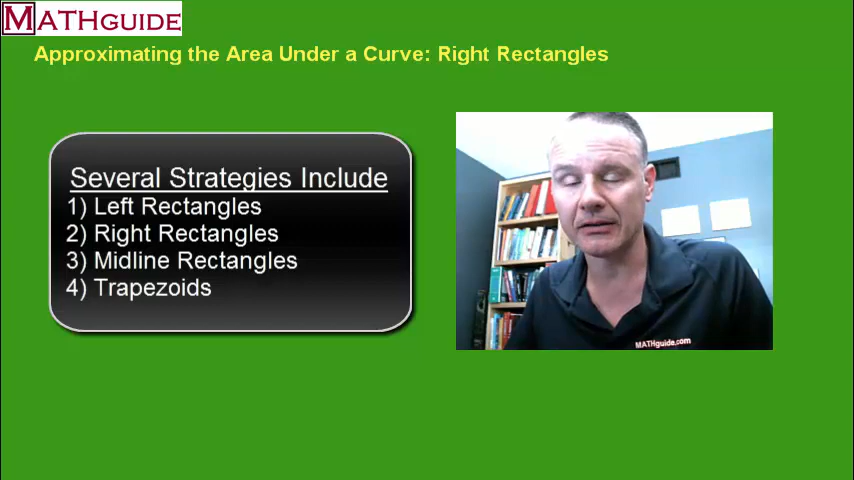 MATHGUIDE
Approximating the Area Under a Curve: Right Rectangles
Several Strategies Include
1) Left Rectangles
2) Right Rectangles
3) Midline Rectangles
4) Trapezoids
MATHguide.com